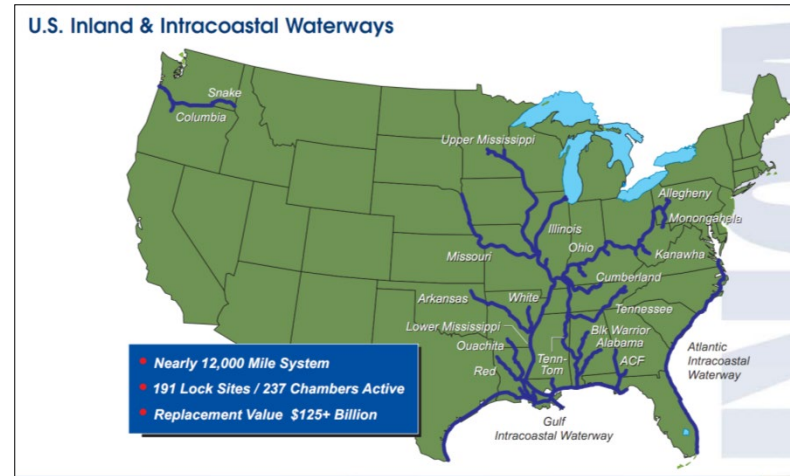 U.S. Inland & Intracoastal Waterways
Snake
Columbia
Upper Mississippi
Allegheny
Monongahela
Illinois
Ohio
Missouri
Kanawha
Cumberland
Arkansas
White
Tennessee
Lower Mississippi
Blk Warrior
Ouachita
Alabama
Tenn-
Tom
Red
ACF
Atlantic
Intracoastal
Waterway
Gulf
Intracoastal Waterway
• Nearly 12,000 Mile System
• 191 Lock Sites / 237 Chambers Active
• Replacement Value $125+ Billion